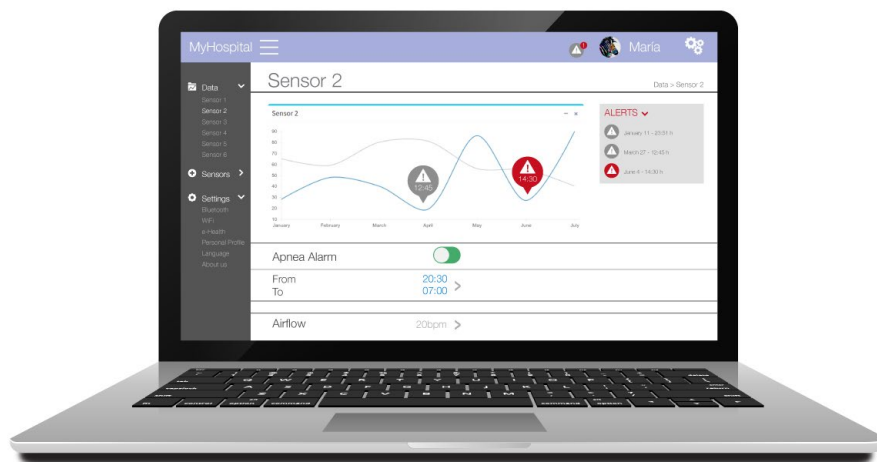 MyHospital
María
Data
Sensor 1
Sensor 2
Sensor 3
Sensor 4
Sensor 5
Sensor 6
Sensors
Settings
Bluetooth
WiFi
e-Health
Personal Profile
Language
About us
Sensor 2
Data > Sensor 2
Sensor 2
90
80
70
60
50
40
30
20
10
12:45
14:30
January February March April May June July
ALERTS
January 11 - 23:51 h
March 27 - 12:45 h
June 4 - 14:30 h
Apnea Alarm
From 20:30
To 07:00
Airflow 20bpm >